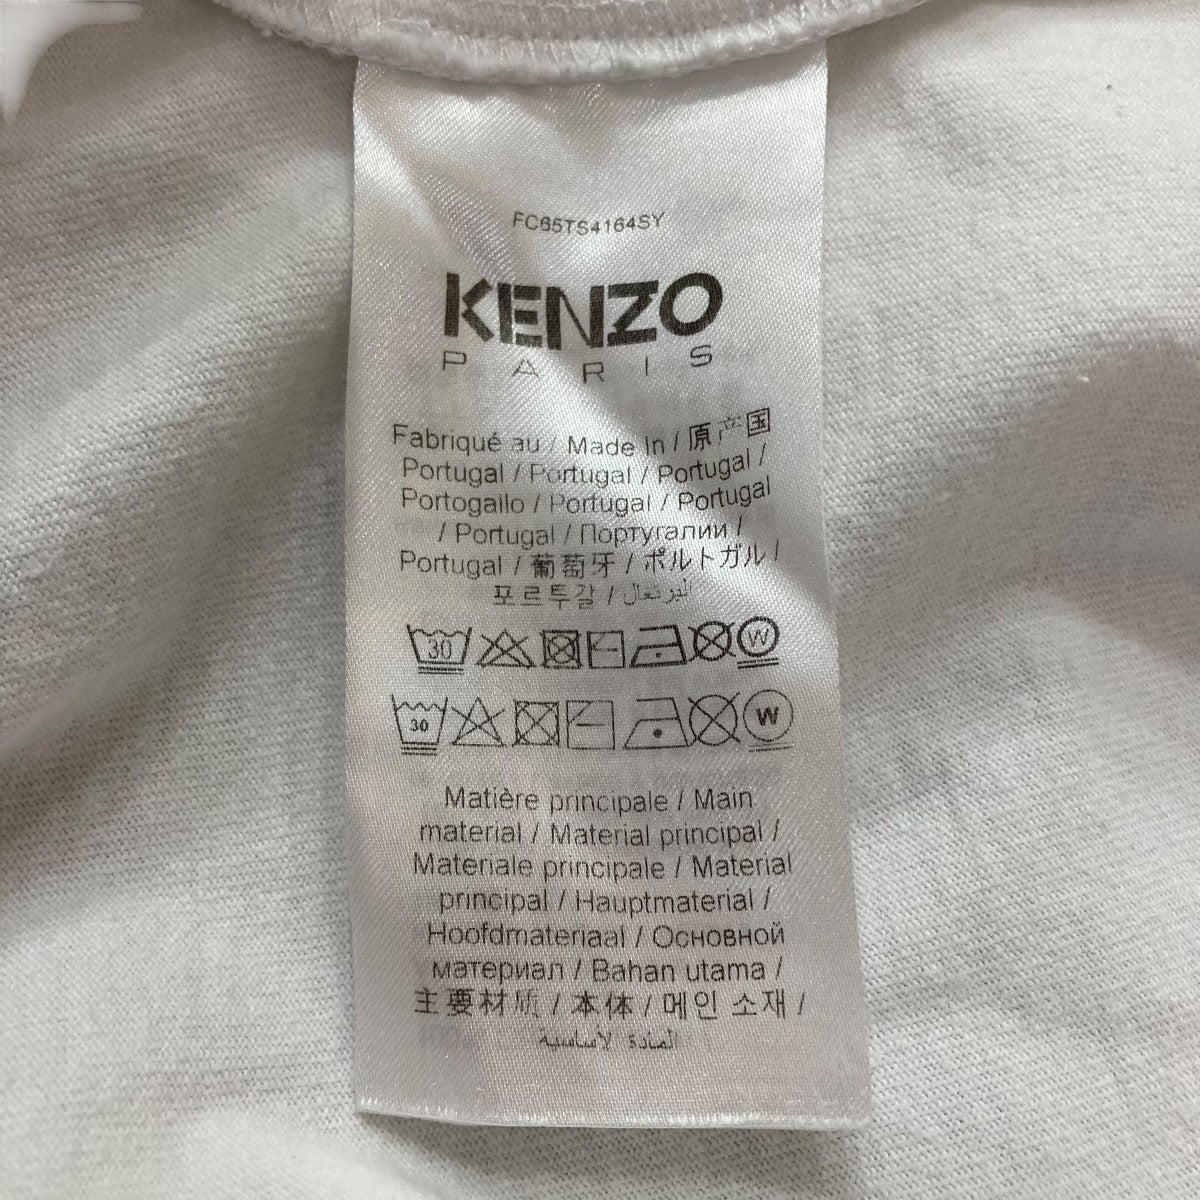 FC65TS4164SY
KENZO
PARIS
Fabriqué au / Made In / 原产国
Portugal / Portugal / Portugal /
Portogallo / Portugal / Portugal
/ Portugal / Португалии /
Portugal / 葡萄牙 / ポルトガル /
포르투갈 / البرتغال
30 W
30 W
Matière principale / Main
material / Material principal /
Materiale principale / Material
principal / Hauptmaterial /
Hoofdmateriaal / Основной
материал / Bahan utama /
主要材质 / 本体 / 메인 소재 /
المادة الأساسية